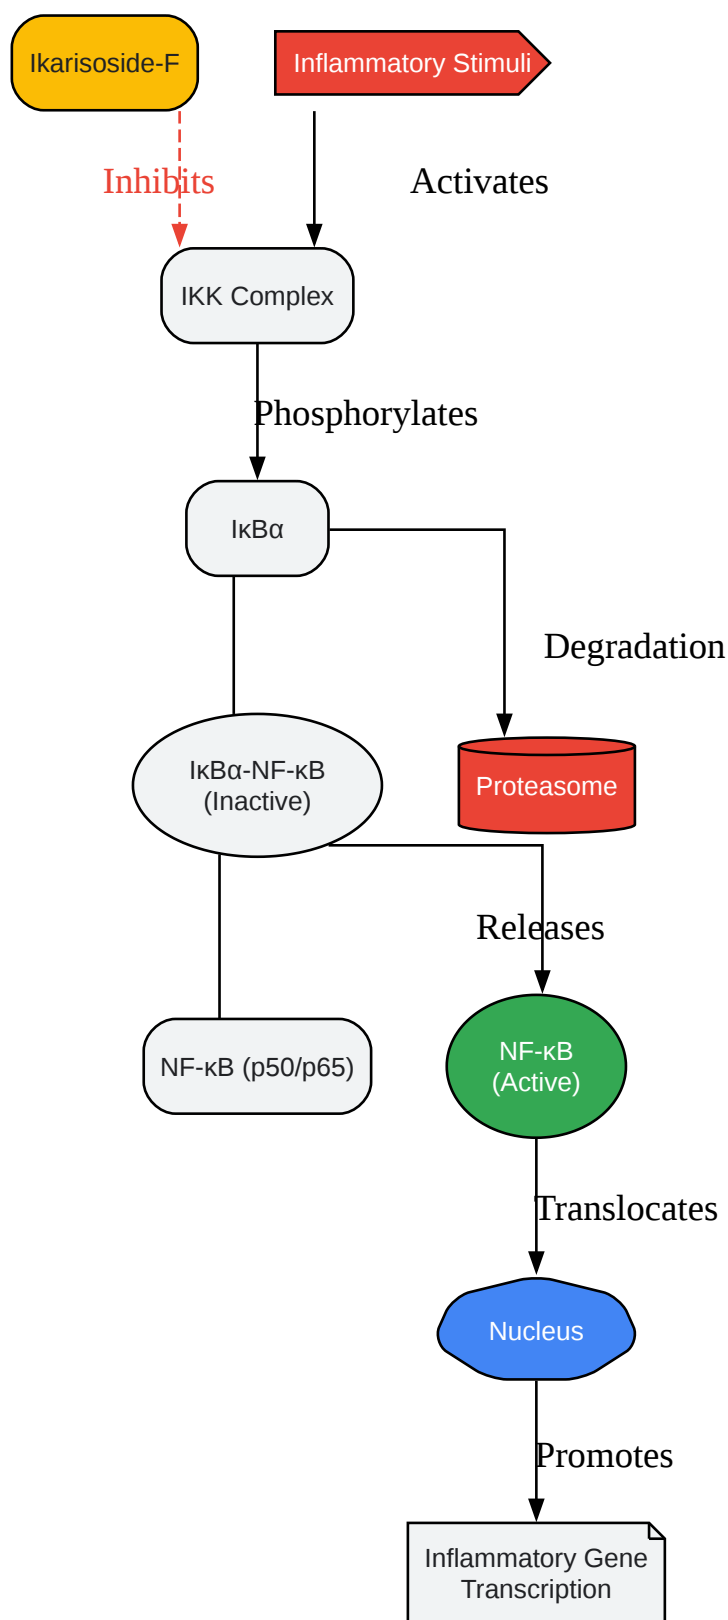 Ikarisoside-F
Inflammatory Stimuli
Inhibits
Activates
IKK Complex
Phosphorylates
IκBα
Degradation
IκBα-NF-κB
(Inactive)
Proteasome
Releases
NF-κB (p50/p65)
NF-κB
(Active)
Translocates
Nucleus
Promotes
Inflammatory Gene
Transcription